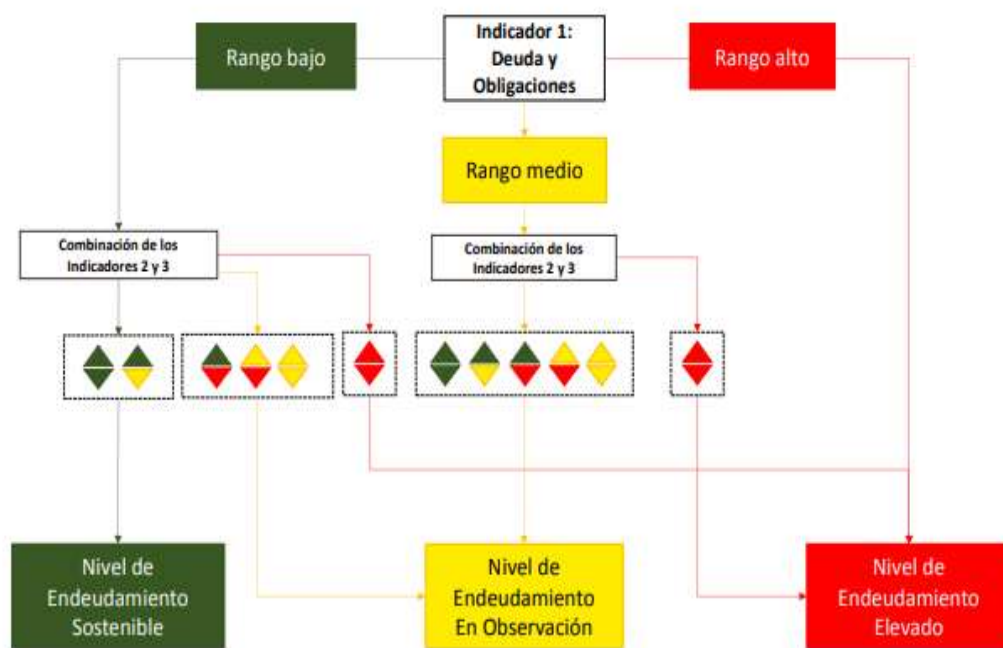 Rango bajo
Indicador 1:
Deuda y
Obligaciones
Rango alto
Rango medio
Combinación de los
Indicadores 2 y 3
Combinación de los
Indicadores 2 y 3
Nivel de
Endeudamiento
Sostenible
Nivel de
Endeudamiento
En Observación
Nivel de
Endeudamiento
Elevado